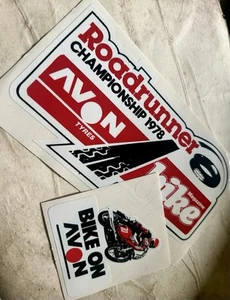 Roadrunner
CHAMPIONSHIP 1978
AVON
TYRES
bike
BIKE ON
AVON